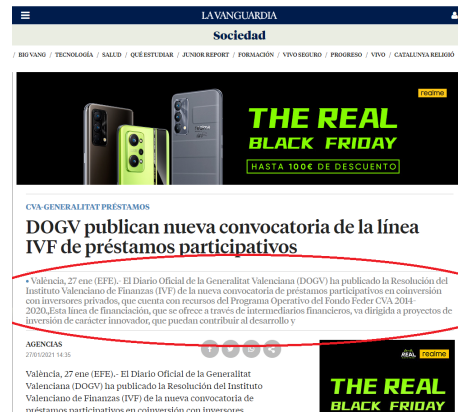 LAVANGUARDIA
Sociedad
/ BIG VANG / TECNOLOGÍA / SALUD / QUÉ ESTUDIAR / JUNIOR REPORT / FORMACIÓN / VIVO SEGURO / PROGRESO / VIVO / CATALUNYA RELIGIÓ
realme
THE REAL
BLACK FRIDAY
HASTA 100€ DE DESCUENTO
CVA-GENERALITAT PRÉSTAMOS
DOGV publican nueva convocatoria de la línea
IVF de préstamos participativos
• València, 27 ene (EFE).- El Diario Oficial de la Generalitat Valenciana (DOGV) ha publicado la Resolución del
Instituto Valenciano de Finanzas (IVF) de la nueva convocatoria de préstamos participativos en coinversión
con inversores privados, que cuenta con recursos del Programa Operativo del Fondo Feder CVA 2014-
2020,Esta línea de financiación, que se ofrece a través de intermediarios financieros, va dirigida a proyectos de
inversión de carácter innovador, que puedan contribuir al desarrollo y
AGENCIAS
27/01/2021 14:35
València, 27 ene (EFE).- El Diario Oficial de la Generalitat
Valenciana (DOGV) ha publicado la Resolución del Instituto
Valenciano de Finanzas (IVF) de la nueva convocatoria de
préstamos participativos en coinversión con inversores
REAL realme
THE REAL
BLACK FRIDAY